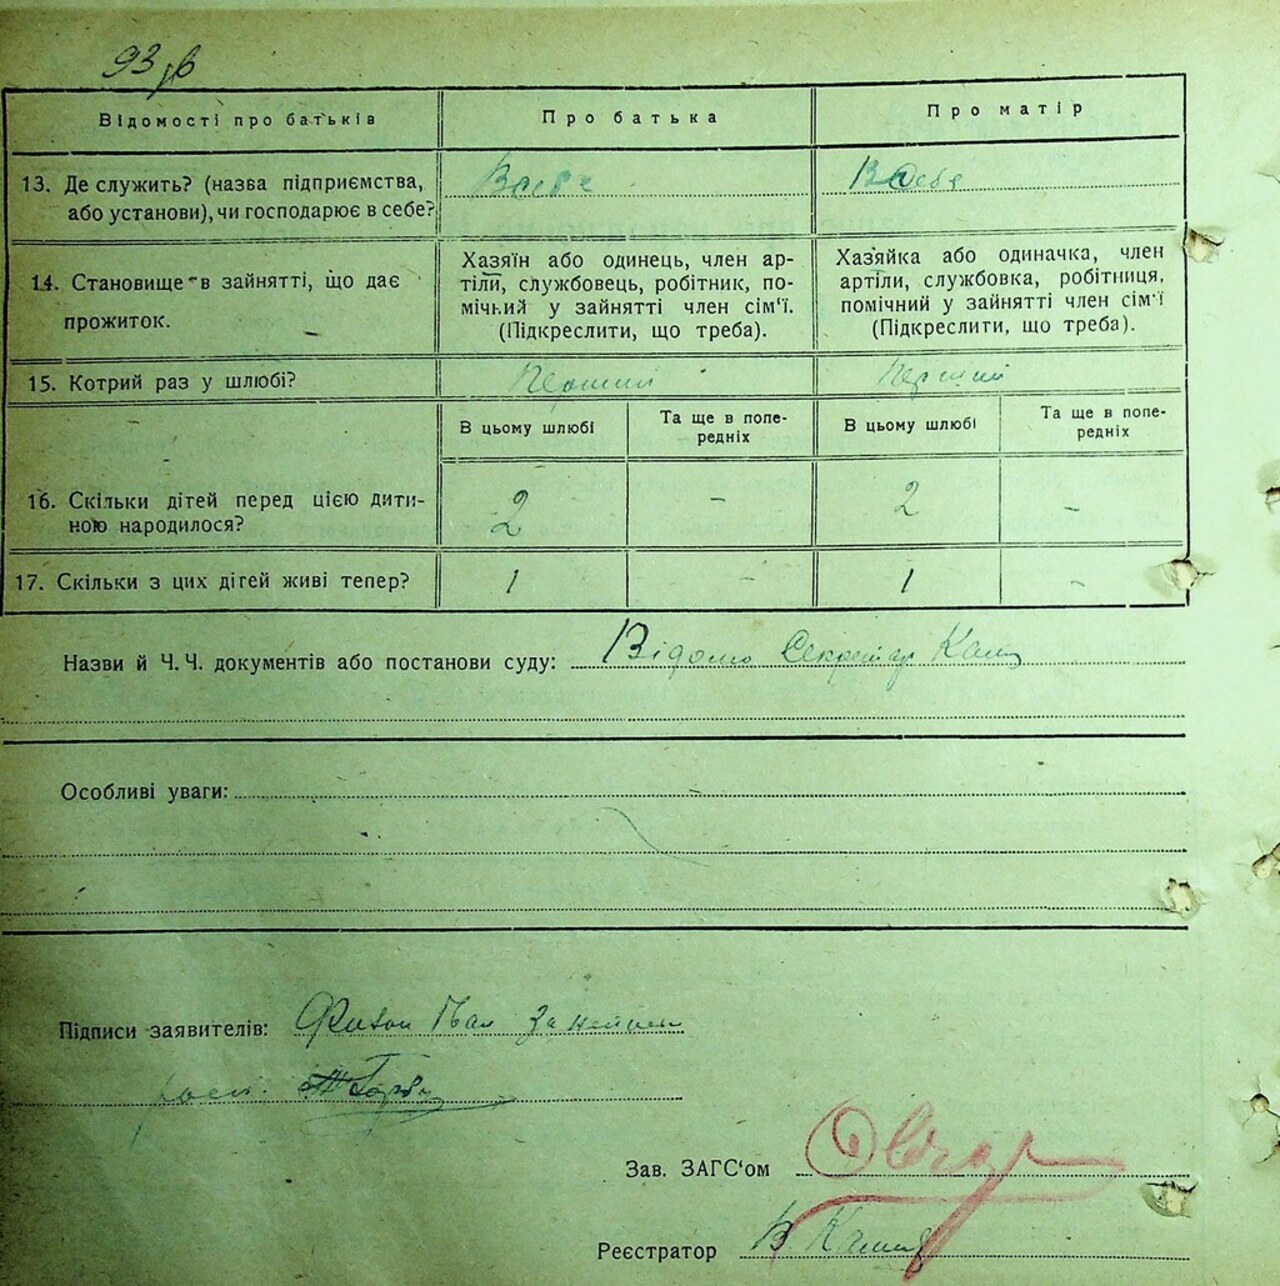 93 зв
Відомості про батьків
Про батька
Про матір
13. Де служить? (назва підприємства,
або установи), чи господарює в себе?
В себе
В себе
14. Становище в зайнятті, що дає
прожиток.
Хазяїн або одинець, член ар-
тіли, службовець, робітник, по-
мічний у зайнятті член сім'ї.
(Підкреслити, що треба).
Хазяйка або одиначка, член
артіли, службовка, робітниця,
помічний у зайнятті член сім'ї
(Підкреслити, що треба).
15. Котрий раз у шлюбі?
Перший
Перший
В цьому шлюбі
Та ще в попе-
редніх
В цьому шлюбі
Та ще в попе-
редніх
16. Скільки дітей перед цією дити-
ною народилося?
2
-
2
-
17. Скільки з цих дітей живі тепер?
1
-
1
-
Назви й Ч.Ч. документів або постанови суду: Відомо Секретар
Особливі уваги:
Підписи заявителів:
Зав. ЗАГС'ом Овчар
Реєстратор В.